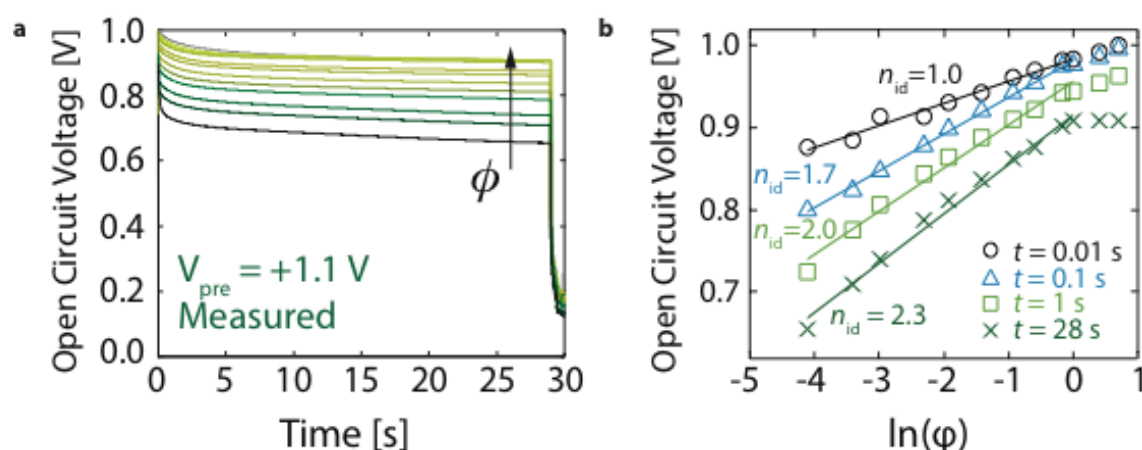 a
Open Circuit Voltage [V]
1.0
0.8
0.6
0.4
0.2
0.0
ϕ
V_pre = +1.1 V
Measured
0 5 10 15 20 25 30
Time [s]
b
Open Circuit Voltage [V]
1.0
0.9
0.8
0.7
n_id=1.0
n_id=1.7
n_id=2.0
n_id = 2.3
t = 0.01 s
t = 0.1 s
t = 1 s
t = 28 s
-5 -4 -3 -2 -1 0 1
ln(φ)